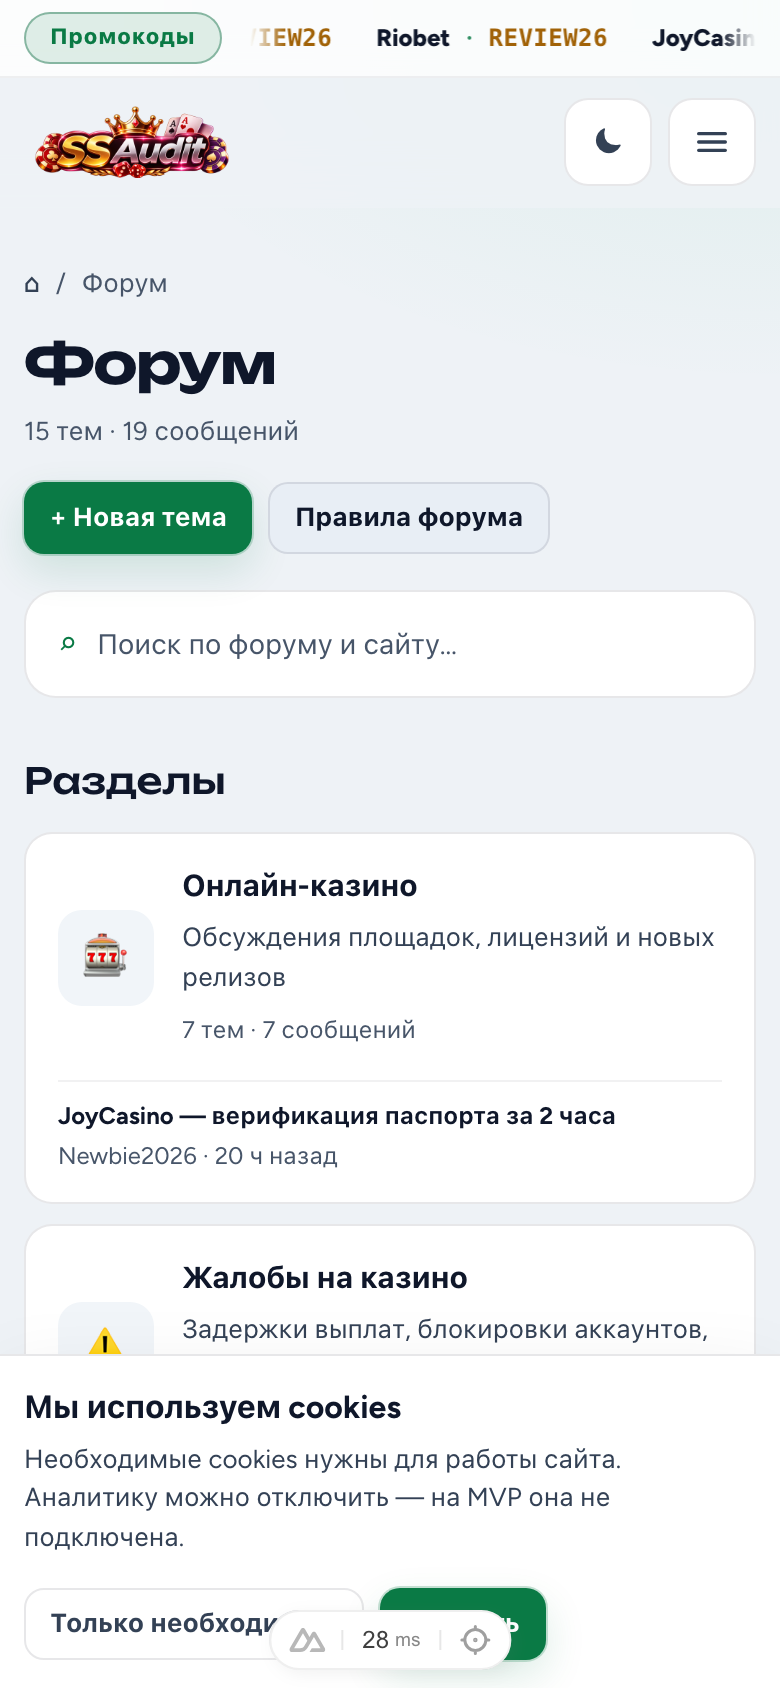 Промокоды
VIEW26 Riobet · REVIEW26 JoyCasin
SSAudit
⌂ / Форум
Форум
15 тем · 19 сообщений
+ Новая тема
Правила форума
Поиск по форуму и сайту...
Разделы
777
Онлайн-казино
Обсуждения площадок, лицензий и новых
релизов
7 тем · 7 сообщений
JoyCasino — верификация паспорта за 2 часа
Newbie2026 · 20 ч назад
Жалобы на казино
Задержки выплат, блокировки аккаунтов,
Мы используем cookies
Необходимые cookies нужны для работы сайта.
Аналитику можно отключить — на MVP она не
подключена.
Только необходи
28 ms